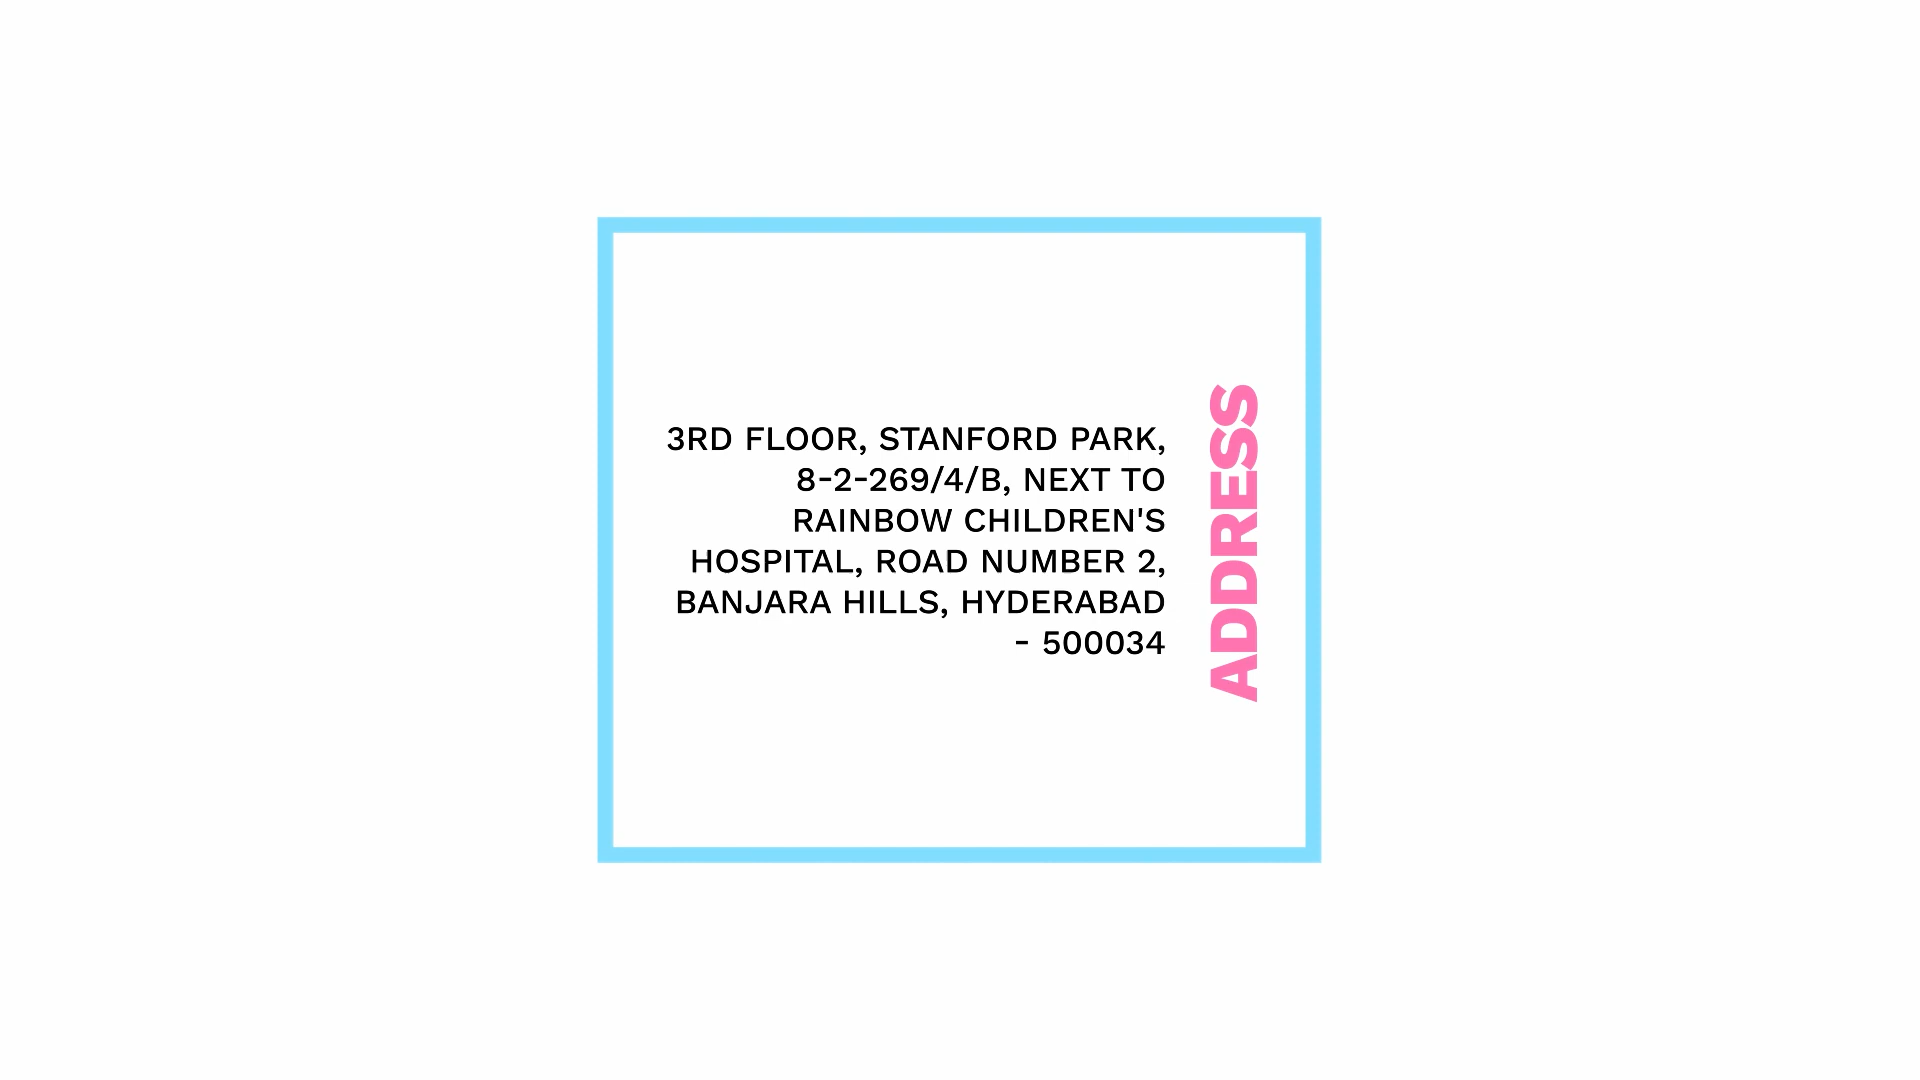 3RD FLOOR, STANFORD PARK,
8-2-269/4/B, NEXT TO
RAINBOW CHILDREN'S
HOSPITAL, ROAD NUMBER 2,
BANJARA HILLS, HYDERABAD
- 500034
ADDRESS